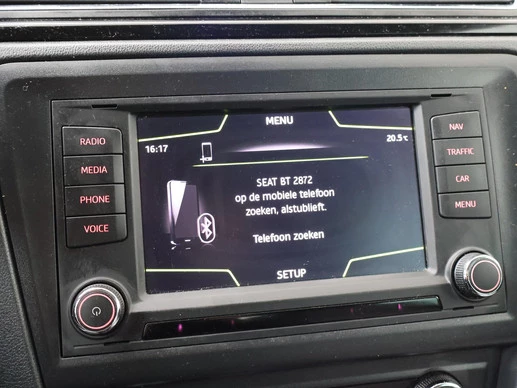 MENU
16:17
20.5°C
SEAT BT 2872
op de mobiele telefoon
zoeken, alstublieft.
Telefoon zoeken
SETUP
RADIO
MEDIA
PHONE
VOICE
NAV
TRAFFIC
CAR
MENU